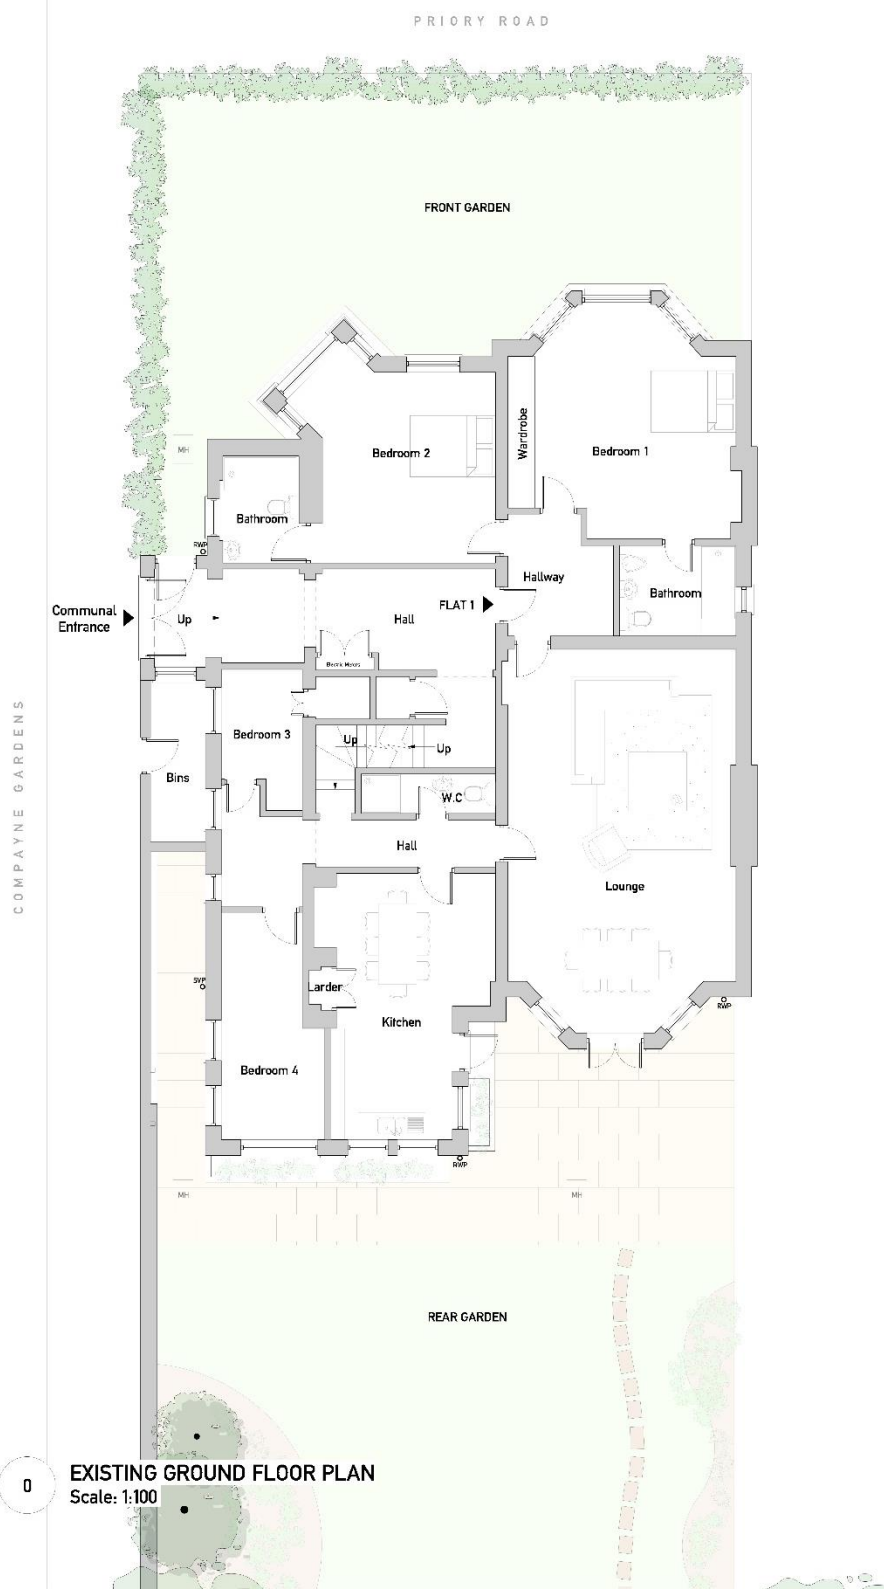 PRIORY ROAD
FRONT GARDEN
MH
Wardrobe
Bedroom 2
Bedroom 1
Bathroom
RWP
Hallway
Bathroom
Communal
Entrance
Up
Hall
FLAT 1
Electric Meters
COMPAYNE GARDENS
Bedroom 3
Up
Up
Bins
W.C
Hall
Lounge
SVP
Larder
RWP
Kitchen
Bedroom 4
RWP
MH
MH
REAR GARDEN
0
EXISTING GROUND FLOOR PLAN
Scale: 1:100